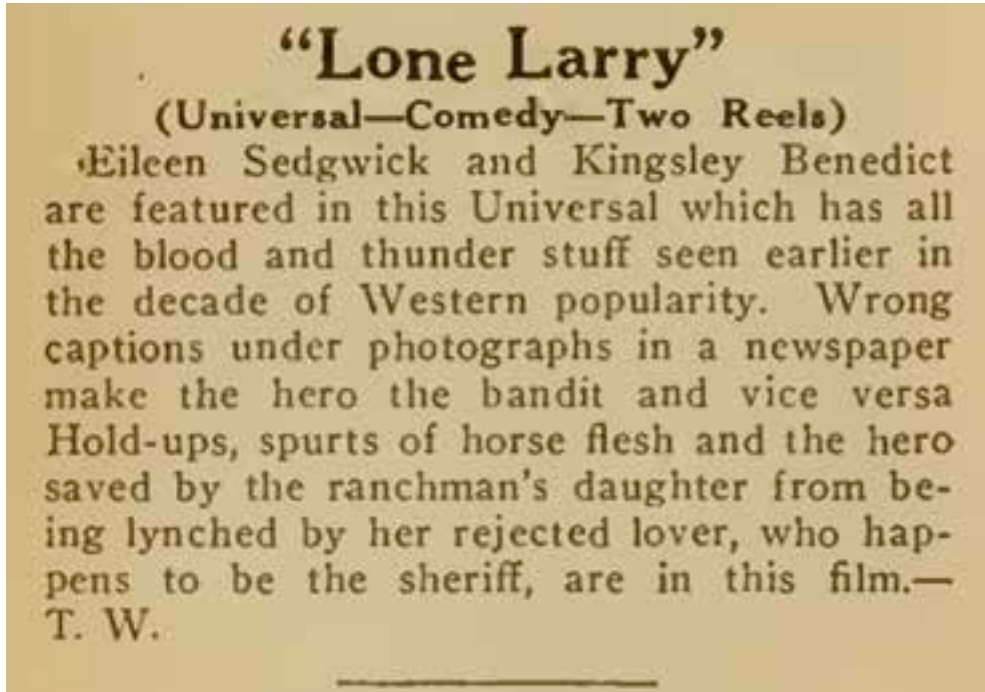 “Lone Larry”
(Universal—Comedy—Two Reels)
Eileen Sedgwick and Kingsley Benedict
are featured in this Universal which has all
the blood and thunder stuff seen earlier in
the decade of Western popularity. Wrong
captions under photographs in a newspaper
make the hero the bandit and vice versa
Hold-ups, spurts of horse flesh and the hero
saved by the ranchman's daughter from be-
ing lynched by her rejected lover, who hap-
pens to be the sheriff, are in this film.—
T. W.